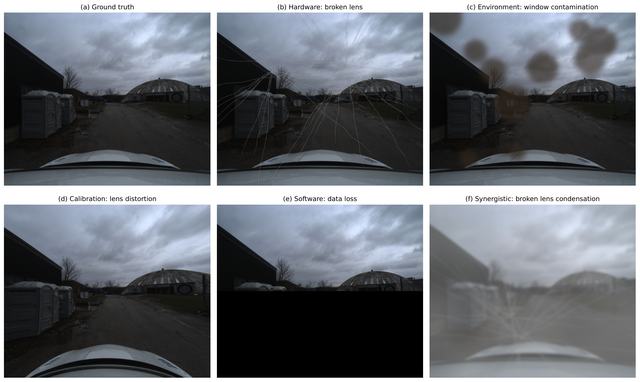 (a) Ground truth
(b) Hardware: broken lens
(c) Environment: window contamination
(d) Calibration: lens distortion
(e) Software: data loss
(f) Synergistic: broken lens condensation